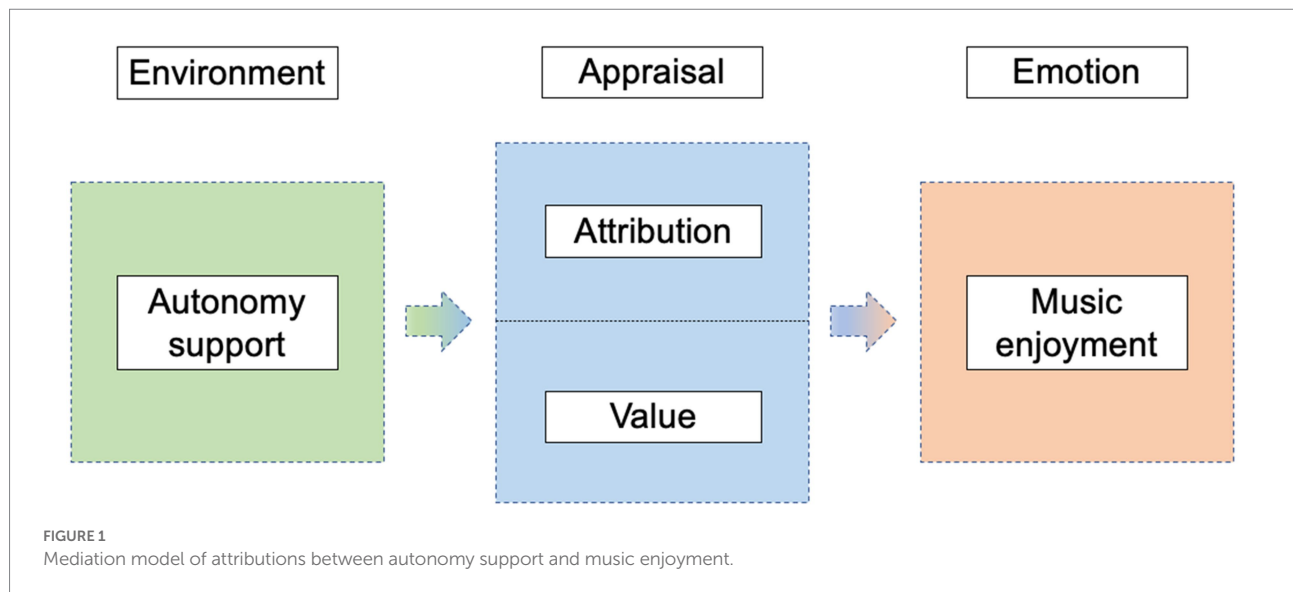 Environment
Appraisal
Emotion
Autonomy
support
Attribution
Value
Music
enjoyment
FIGURE 1
Mediation model of attributions between autonomy support and music enjoyment.